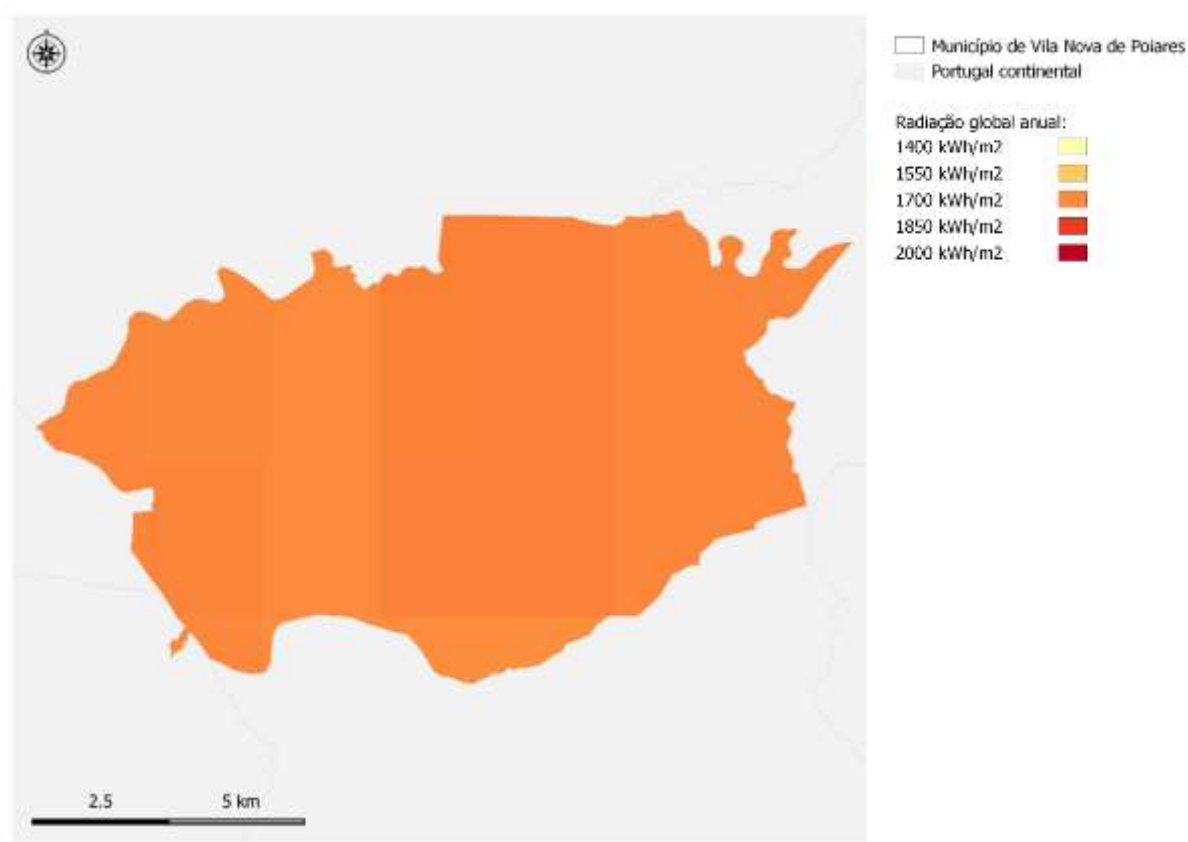 Município de Vila Nova de Poiares
Portugal continental
Radiação global anual:
1400 kWh/m2
1550 kWh/m2
1700 kWh/m2
1850 kWh/m2
2000 kWh/m2
2.5 5 km